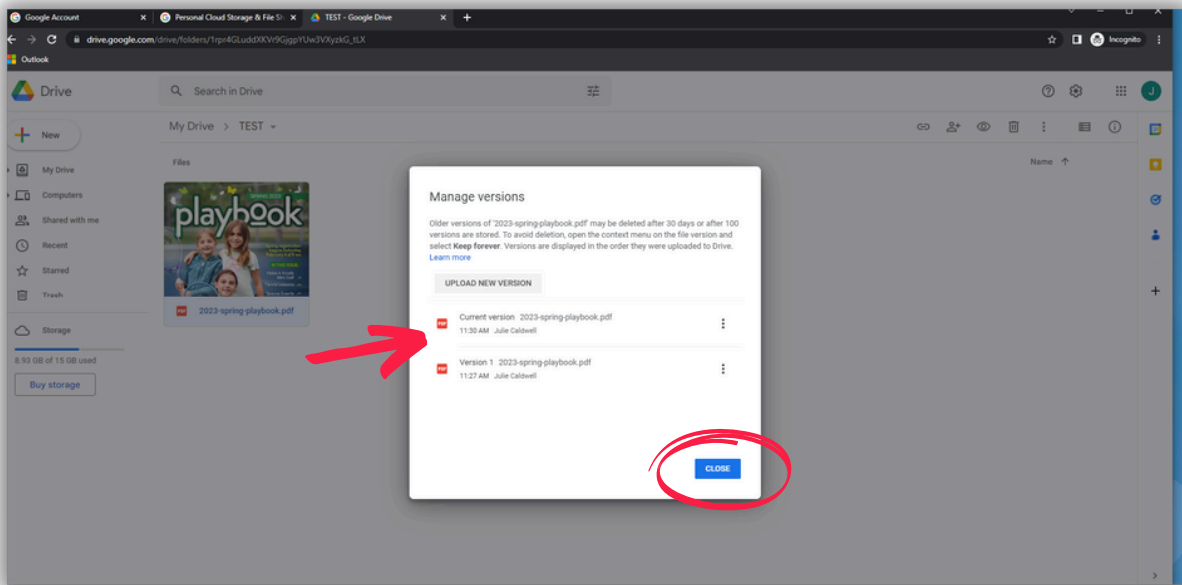 Google Account
Personal Cloud Storage & File Sh
TEST - Google Drive
drive.google.com/drive/folders/1rpr4GLuddXKVr9GjgpYUw3VXyzkG_tLX
Incognito
Outlook
Drive
Search in Drive
J
New
My Drive > TEST
My Drive
Computers
Shared with me
Recent
Starred
Trash
Storage
8.93 GB of 15 GB used
Buy storage
Files
Name
SPRING 2023
playbook
PDF 2023-spring-playbook.pdf
Manage versions
Older versions of '2023-spring-playbook.pdf' may be deleted after 30 days or after 100
versions are stored. To avoid deletion, open the context menu on the file version and
select Keep forever. Versions are displayed in the order they were uploaded to Drive.
Learn more
UPLOAD NEW VERSION
PDF Current version 2023-spring-playbook.pdf
11:30 AM Julie Caldwell
PDF Version 1 2023-spring-playbook.pdf
11:27 AM Julie Caldwell
CLOSE